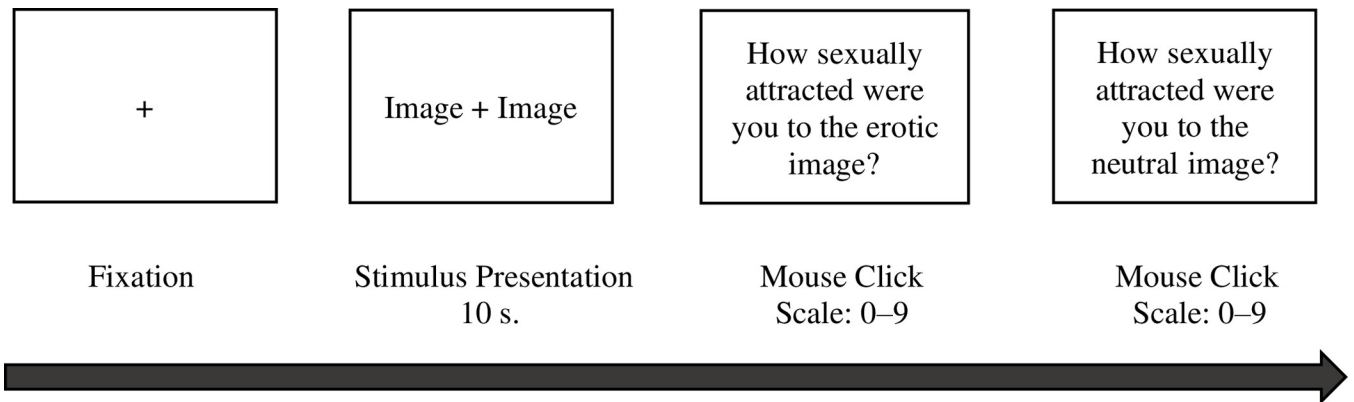 +
Image + Image
How sexually
attracted were
you to the erotic
image?
How sexually
attracted were
you to the
neutral image?
Fixation
Stimulus Presentation
10 s.
Mouse Click
Scale: 0–9
Mouse Click
Scale: 0–9